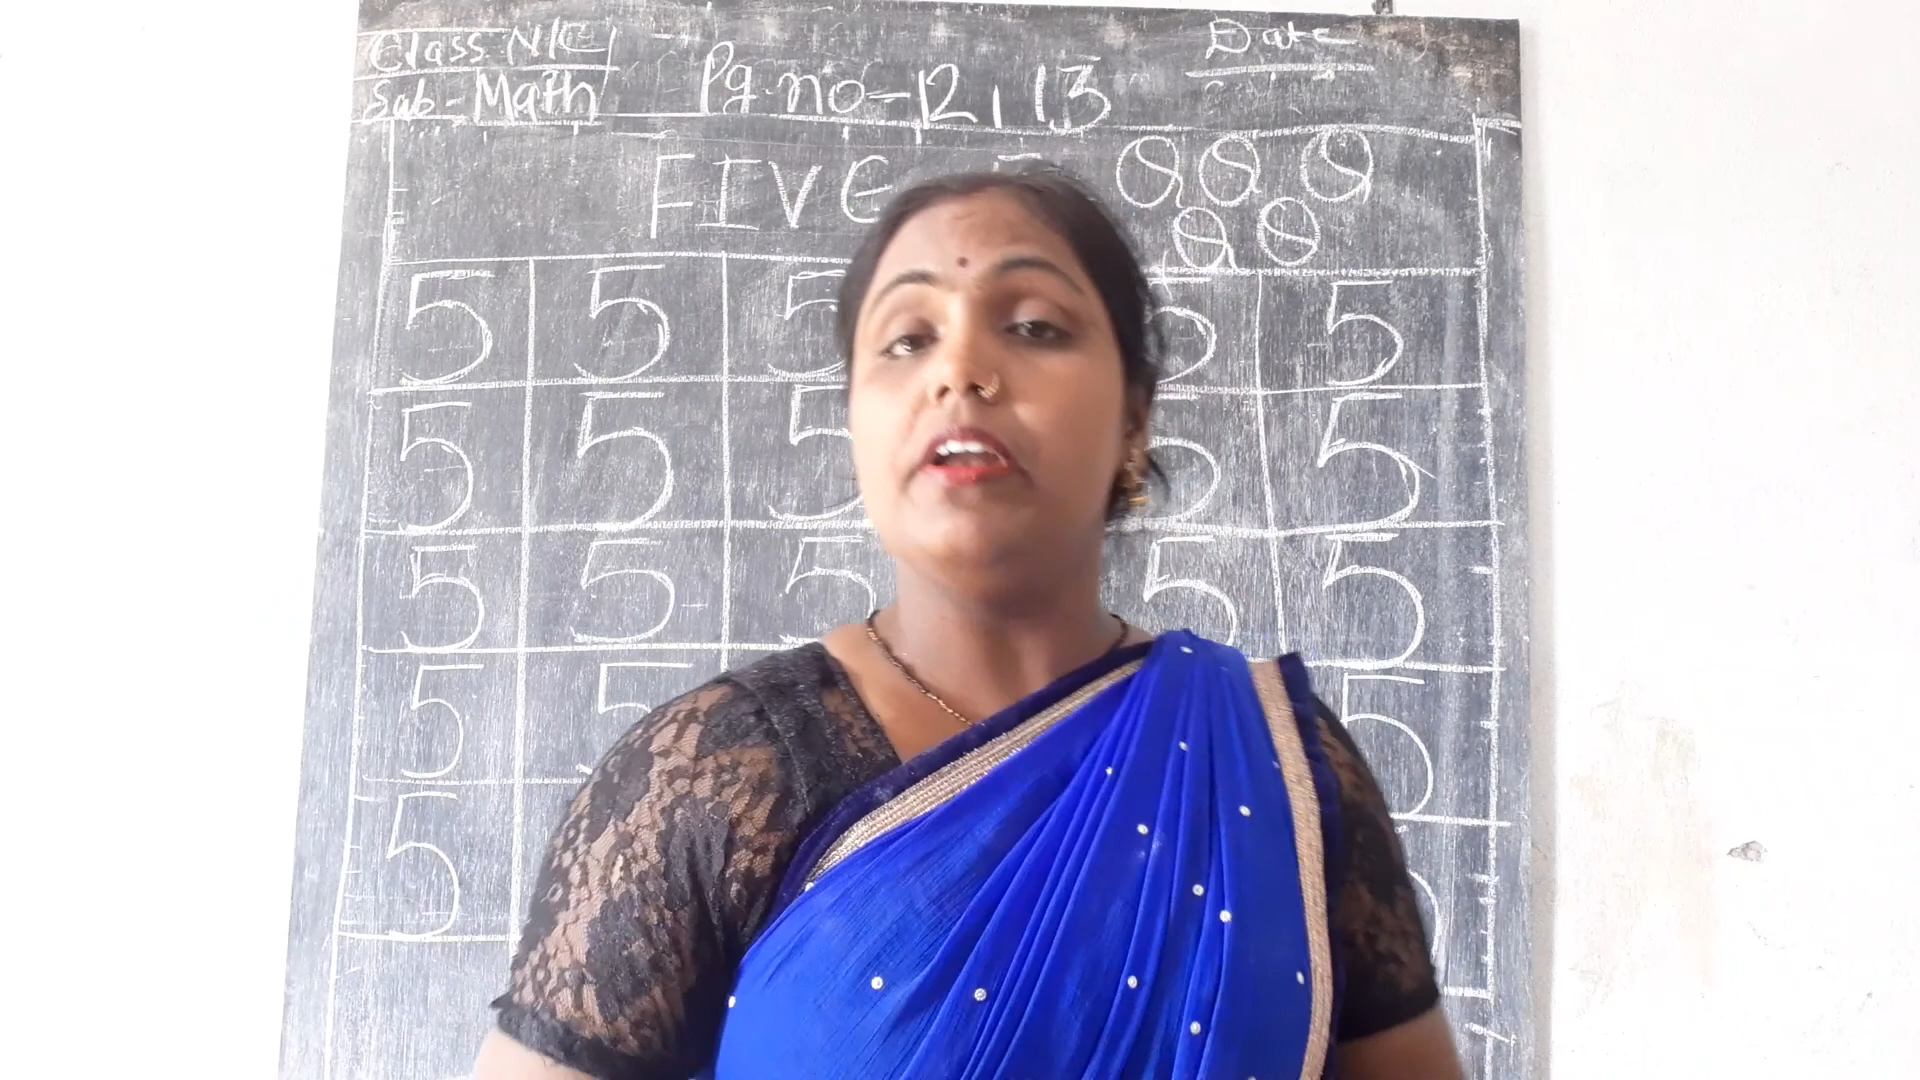 Class N/C
Date
Sub - Math
Pg.no - 12, 13
FIVE
5 5 5 5 5
5 5 5 5 5
5 5 5 5 5
5 5 5
5